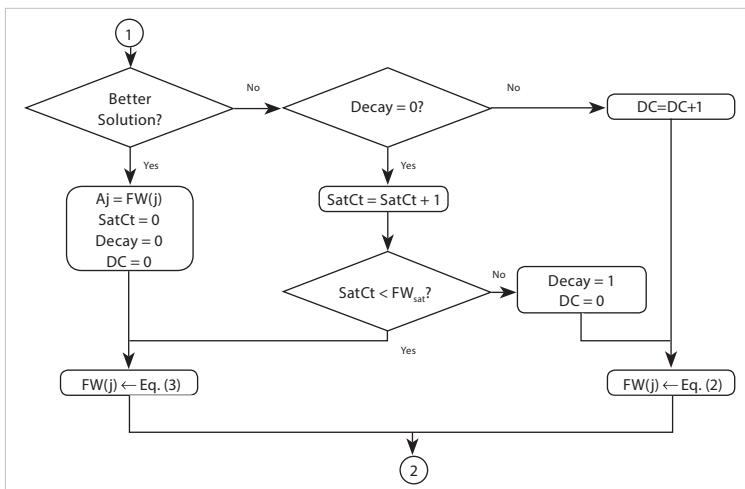 1
Better
Solution?
No
Decay = 0?
No
DC=DC+1
Yes
Yes
Aj = FW(j)
SatCt = 0
Decay = 0
DC = 0
SatCt = SatCt + 1
SatCt < FWsat?
No
Decay = 1
DC = 0
Yes
FW(j) ← Eq. (3)
FW(j) ← Eq. (2)
2